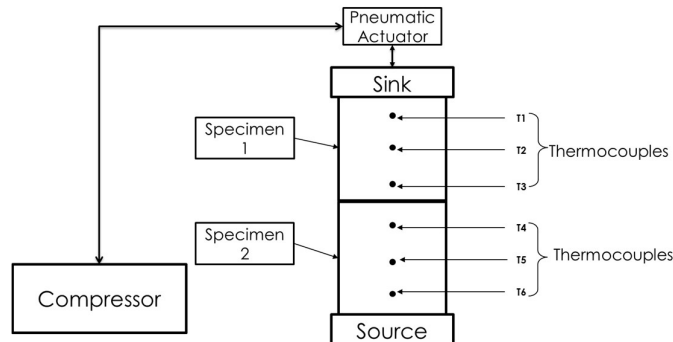 Pneumatic
Actuator
Sink
Specimen
1
T1
T2
Thermocouples
T3
Specimen
2
T4
T5
Thermocouples
T6
Compressor
Source